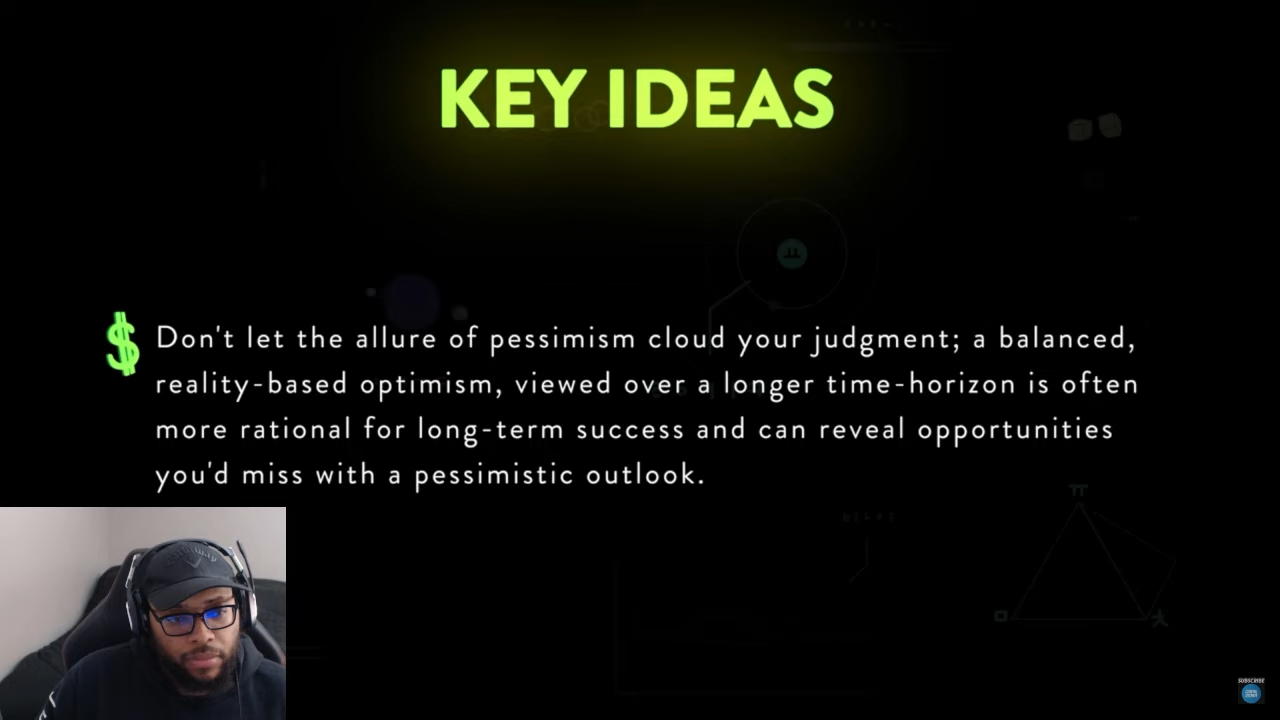 KEY IDEAS
$ Don't let the allure of pessimism cloud your judgment; a balanced,
reality-based optimism, viewed over a longer time-horizon is often
more rational for long-term success and can reveal opportunities
you'd miss with a pessimistic outlook.
SUBSCRIBE